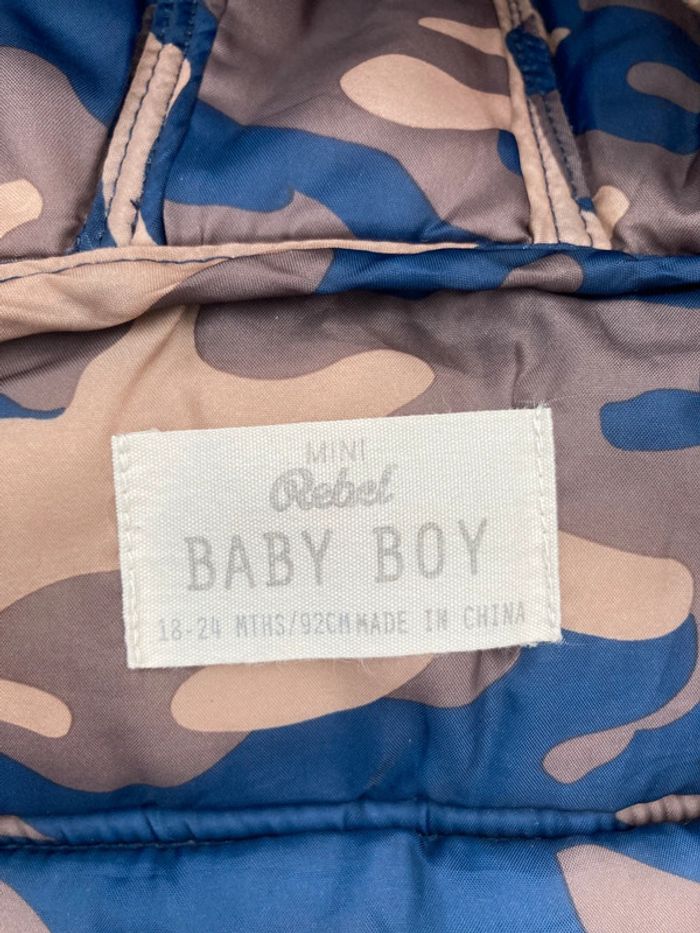 MINI
Rebel
BABY BOY
18-24 MTHS/92CM MADE IN CHINA